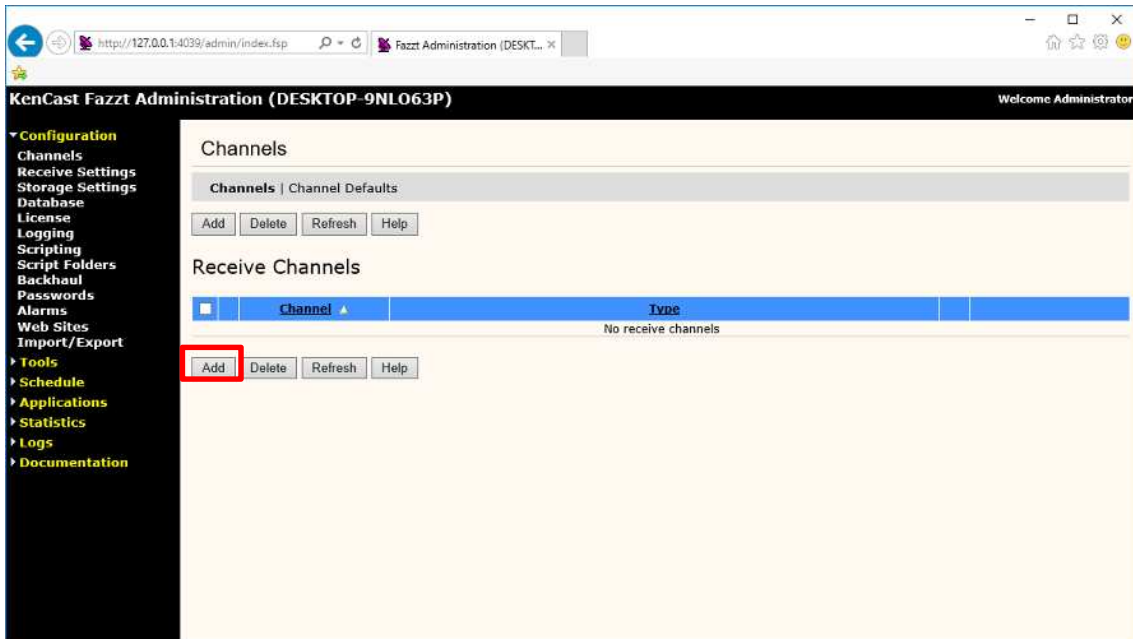 http://127.0.0.1:4039/admin/index.fsp
Fazzt Administration (DESKT...
KenCast Fazzt Administration (DESKTOP-9NLO63P)
Welcome Administrator
Configuration
Channels
Receive Settings
Storage Settings
Database
License
Logging
Scripting
Script Folders
Backhaul
Passwords
Alarms
Web Sites
Import/Export
Tools
Schedule
Applications
Statistics
Logs
Documentation
Channels
Channels | Channel Defaults
Add Delete Refresh Help
Receive Channels
Channel Type
No receive channels
Add Delete Refresh Help